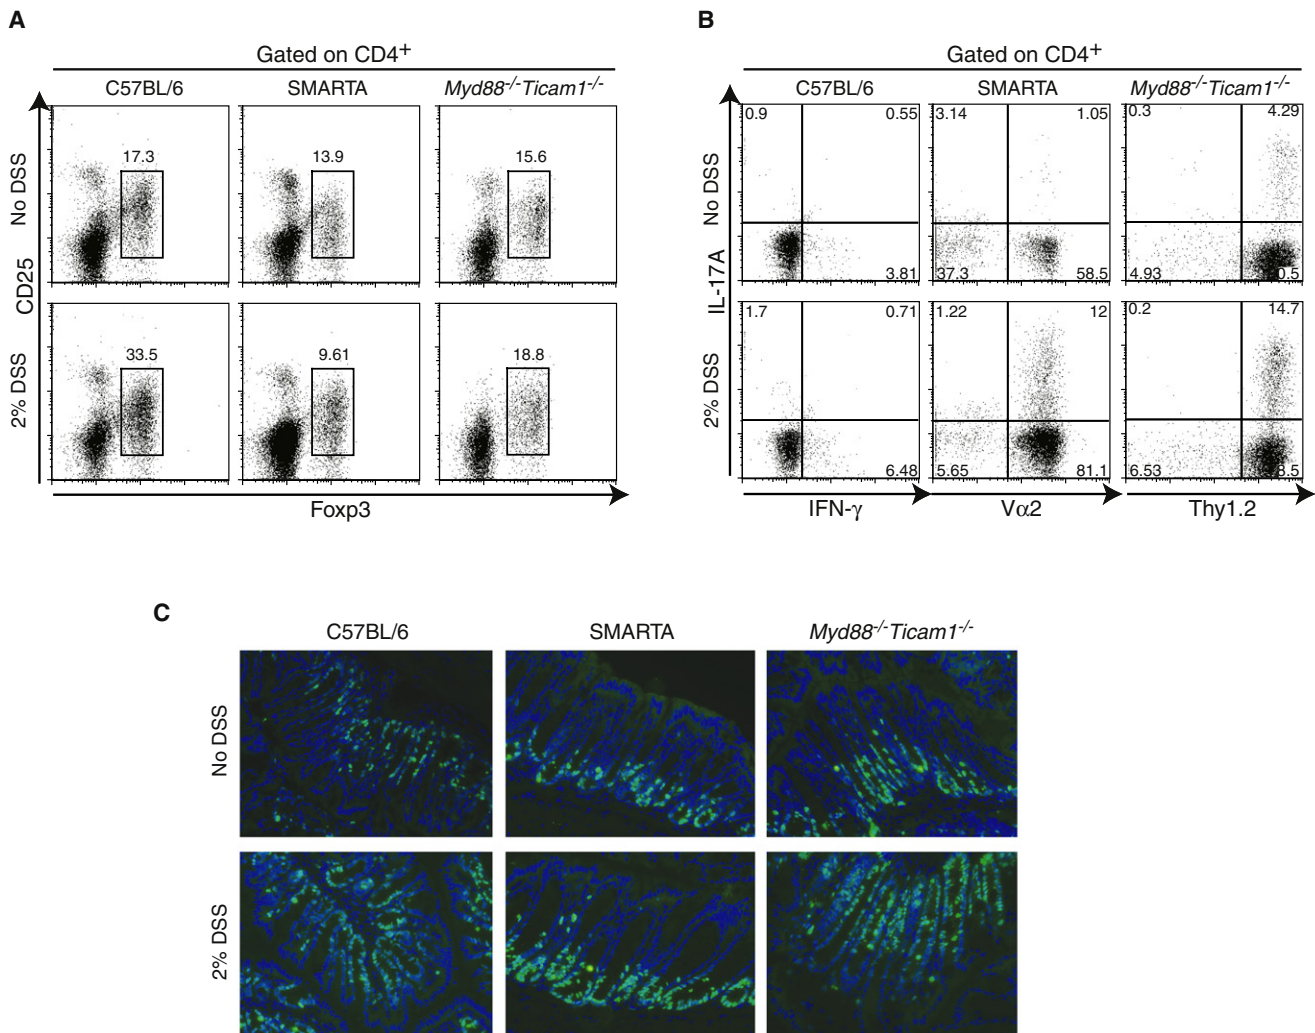 A
Gated on CD4+
C57BL/6 SMARTA Myd88-/-Ticam1-/-
No DSS
17.3 13.9 15.6
CD25
2% DSS
33.5 9.61 18.8
Foxp3
B
Gated on CD4+
C57BL/6 SMARTA Myd88-/-Ticam1-/-
No DSS
0.9 0.55 3.14 1.05 0.3 4.29
3.81 37.3 58.5 4.93
IL-17A
2% DSS
1.7 0.71 1.22 12 0.2 14.7
6.48 5.65 81.1 6.53
IFN-γ Vα2 Thy1.2
C
C57BL/6 SMARTA Myd88-/-Ticam1-/-
No DSS
2% DSS